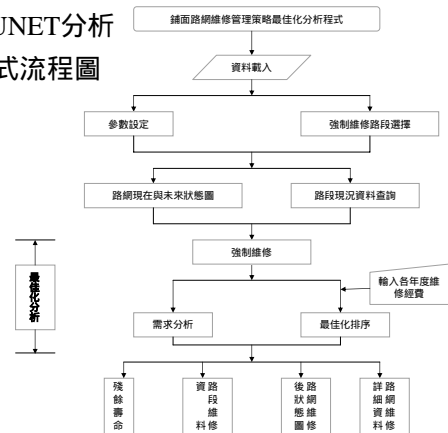 UNET分析
式流程圖
鋪面路網維修管理策略最佳化分析程式
資料載入
參數設定
強制維修路段選擇
路網現在與未來狀態圖
路段現況資料查詢
強制維修
最佳化分析
輸入各年度維
修經費
需求分析
最佳化排序
殘餘壽命
路段維修
資料
路網維修
後狀態圖
路網維修
詳細資料